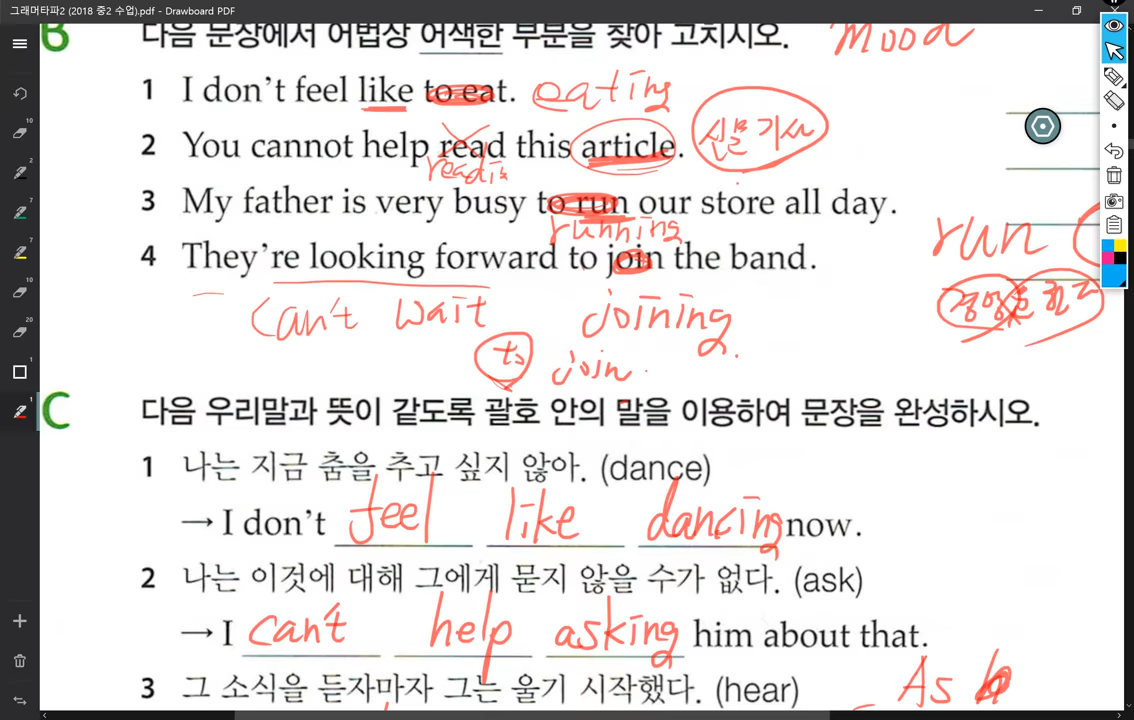 그래머타파2 (2018 중2 수업).pdf - Drawboard PDF
B 다음 문장에서 어법상 어색한 부분을 찾아 고치시오. mood
1 I don't feel like to eat. eating
2 You cannot help read this article. 신문 기사
readi
3 My father is very busy to run our store all day.
running run
4 They're looking forward to join the band.
can't wait joining.
to join.
C 다음 우리말과 뜻이 같도록 괄호 안의 말을 이용하여 문장을 완성하시오.
1 나는 지금 춤을 추고 싶지 않아. (dance)
→ I don't feel like dancing now.
2 나는 이것에 대해 그에게 묻지 않을 수가 없다. (ask)
→ I can't help asking him about that.
3 그 소식을 듣자마자 그는 울기 시작했다. (hear) As